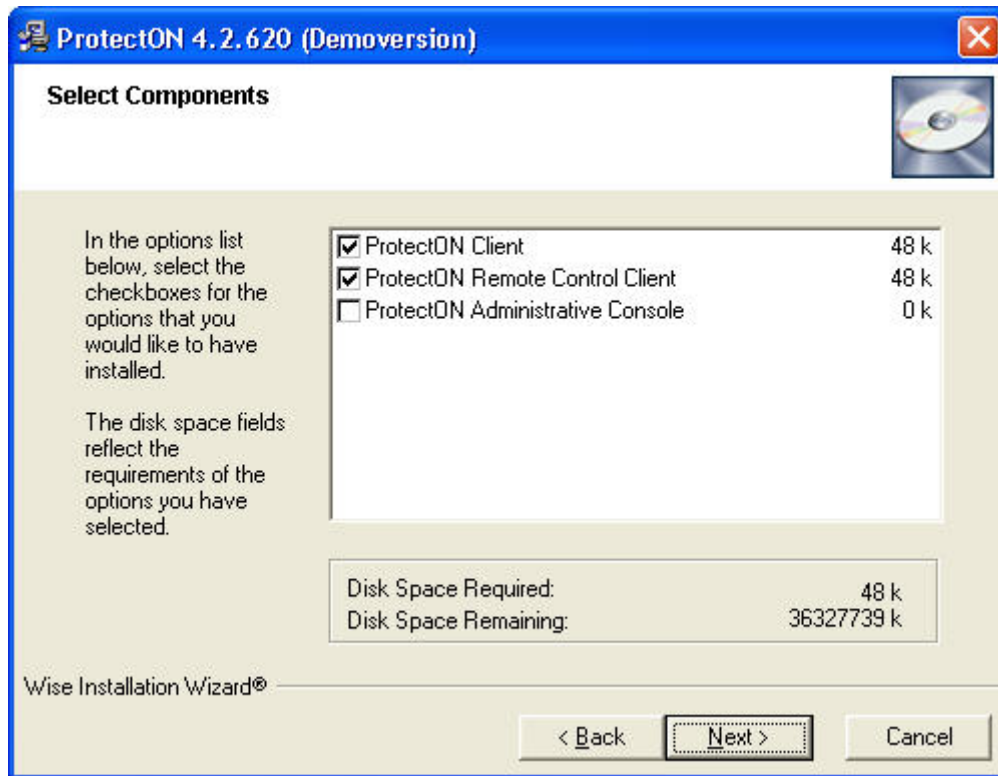 ProtectON 4.2.620 (Demoversion)
Select Components
In the options list
below, select the
checkboxes for the
options that you
would like to have
installed.
The disk space fields
reflect the
requirements of the
options you have
selected.
ProtectON Client 48 k
ProtectON Remote Control Client 48 k
ProtectON Administrative Console 0 k
Disk Space Required: 48 k
Disk Space Remaining: 36327739 k
Wise Installation Wizard®
< Back Next > Cancel